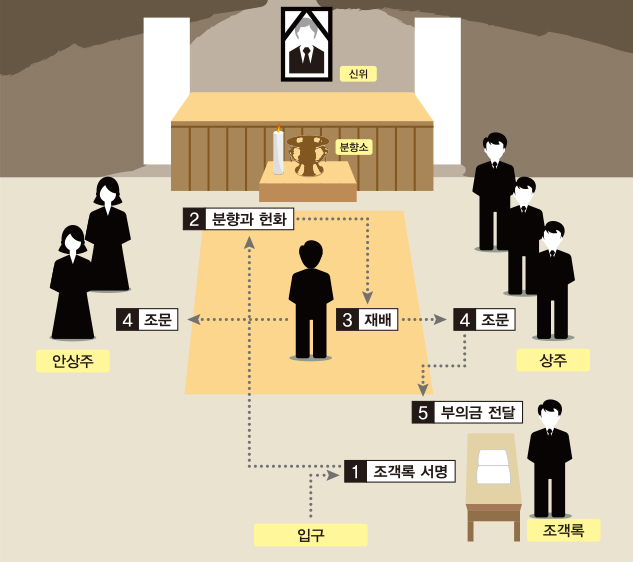 신위
분향소
2 분향과 헌화
4 조문
3 재배
4 조문
안상주
상주
5 부의금 전달
1 조객록 서명
입구
조객록